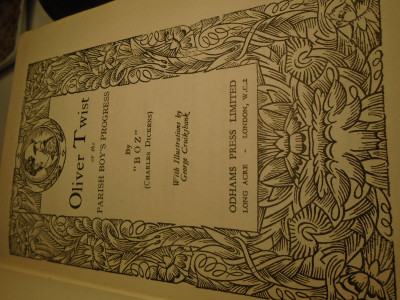 Oliver Twist
or the
PARISH BOY'S PROGRESS
By
"BOZ"
(CHARLES DICKENS)
With Illustrations by
George Cruikshank
ODHAMS PRESS LIMITED
LONG ACRE - LONDON, W.C.2